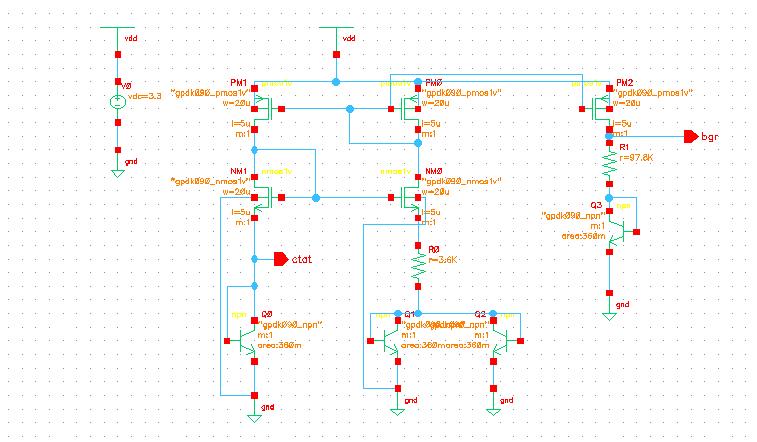 vdd
vdd
V0
vdc=3.3
gnd
PM1
pmos1v
"gpdk090_pmos1v"
w=20u
l=5u
m:1
PM0
pmos1v
"gpdk090_pmos1v"
w=20u
l=5u
m:1
PM2
"gpdk090_pmos1v"
w=20u
l=5u
m:1
bgr
R1
r=97.8K
NM1
nmos1v
"gpdk090_nmos1v"
w=20u
l=5u
m:1
NM0
nmos1v
"gpdk090_nmos1v"
w=20u
l=5u
m:1
Q3
npn
"gpdk090_npn"
m:1
area:360m
gnd
ctat
R0
r=3.6K
Q0
npn
"gpdk090_npn"
m:1
area:360m
gnd
Q1
npn
m:1
area:360m
gnd
Q2
npn"
m:1
area:360m
gnd